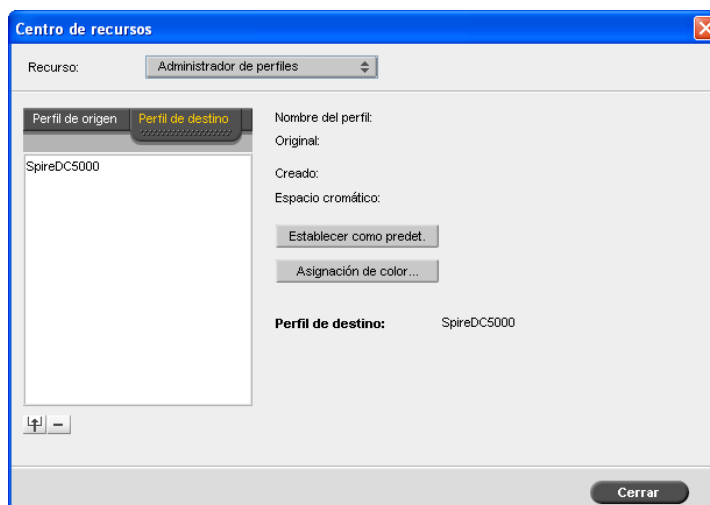 Centro de recursos
Recurso: Administrador de perfiles
Perfil de origen Perfil de destino
SpireDC5000
Nombre del perfil:
Original:
Creado:
Espacio cromático:
Establecer como predet.
Asignación de color...
Perfil de destino: SpireDC5000
Cerrar